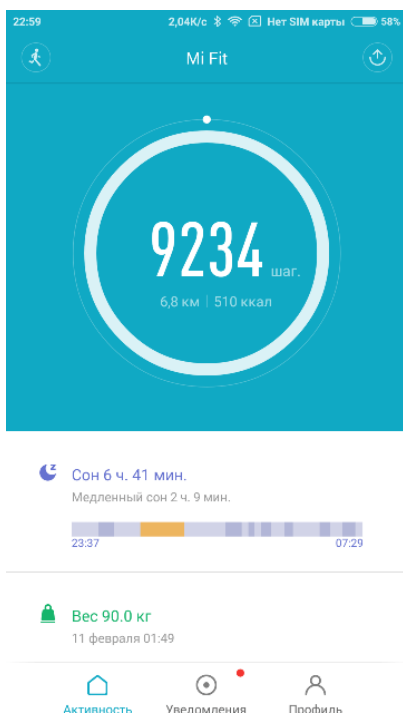 22:59 2,04K/c Нет SIM карты 58%
Mi Fit
9234 шаг.
6,8 км | 510 ккал
Сон 6 ч. 41 мин.
Медленный сон 2 ч. 9 мин.
23:37 07:29
Вес 90.0 кг
11 февраля 01:49
Активность Уведомления Профиль